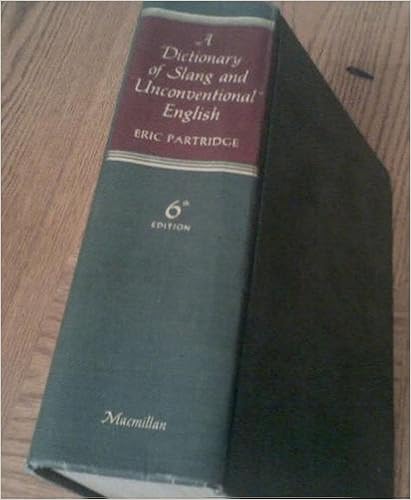 A
Dictionary
of Slang and
Unconventional
English
ERIC PARTRIDGE
6th
EDITION
Macmillan